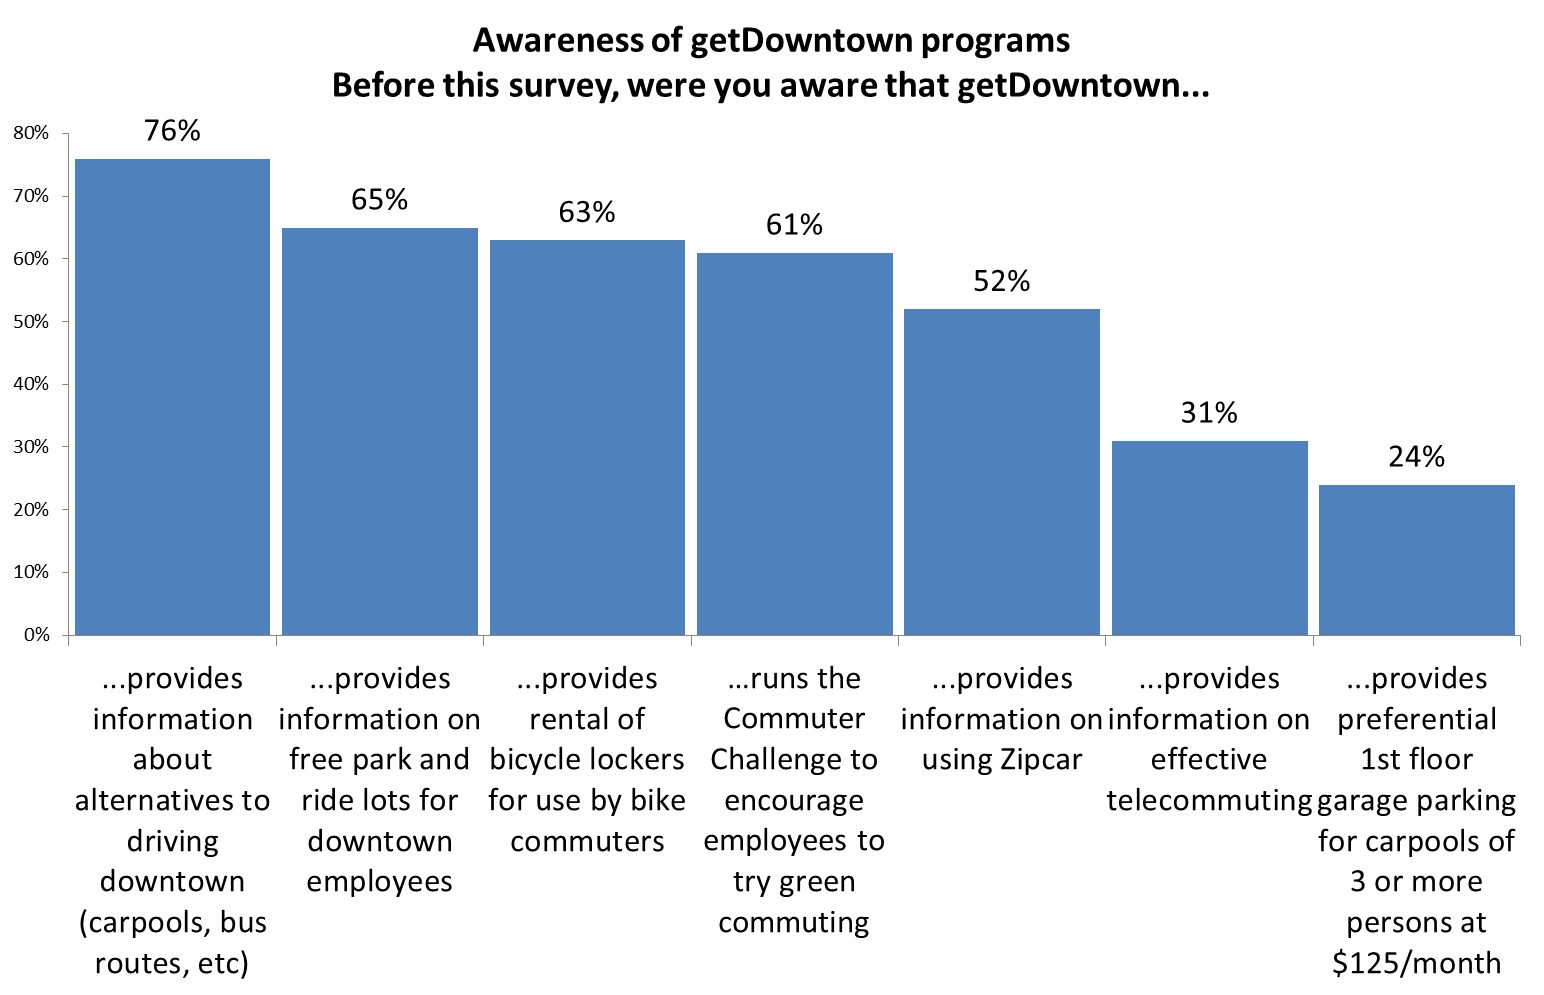 Awareness of getDowntown programs
Before this survey, were you aware that getDowntown...
80%
70%
60%
50%
40%
30%
20%
10%
0%
76%
65%
63%
61%
52%
31%
24%
...provides
information
about
alternatives to
driving
downtown
(carpools, bus
routes, etc)
...provides
information on
free park and
ride lots for
downtown
employees
...provides
rental of
bicycle lockers
for use by bike
commuters
...runs the
Commuter
Challenge to
encourage
employees to
try green
commuting
...provides
information on
using Zipcar
...provides
information on
effective
telecommuting
...provides
preferential
1st floor
garage parking
for carpools of
3 or more
persons at
$125/month